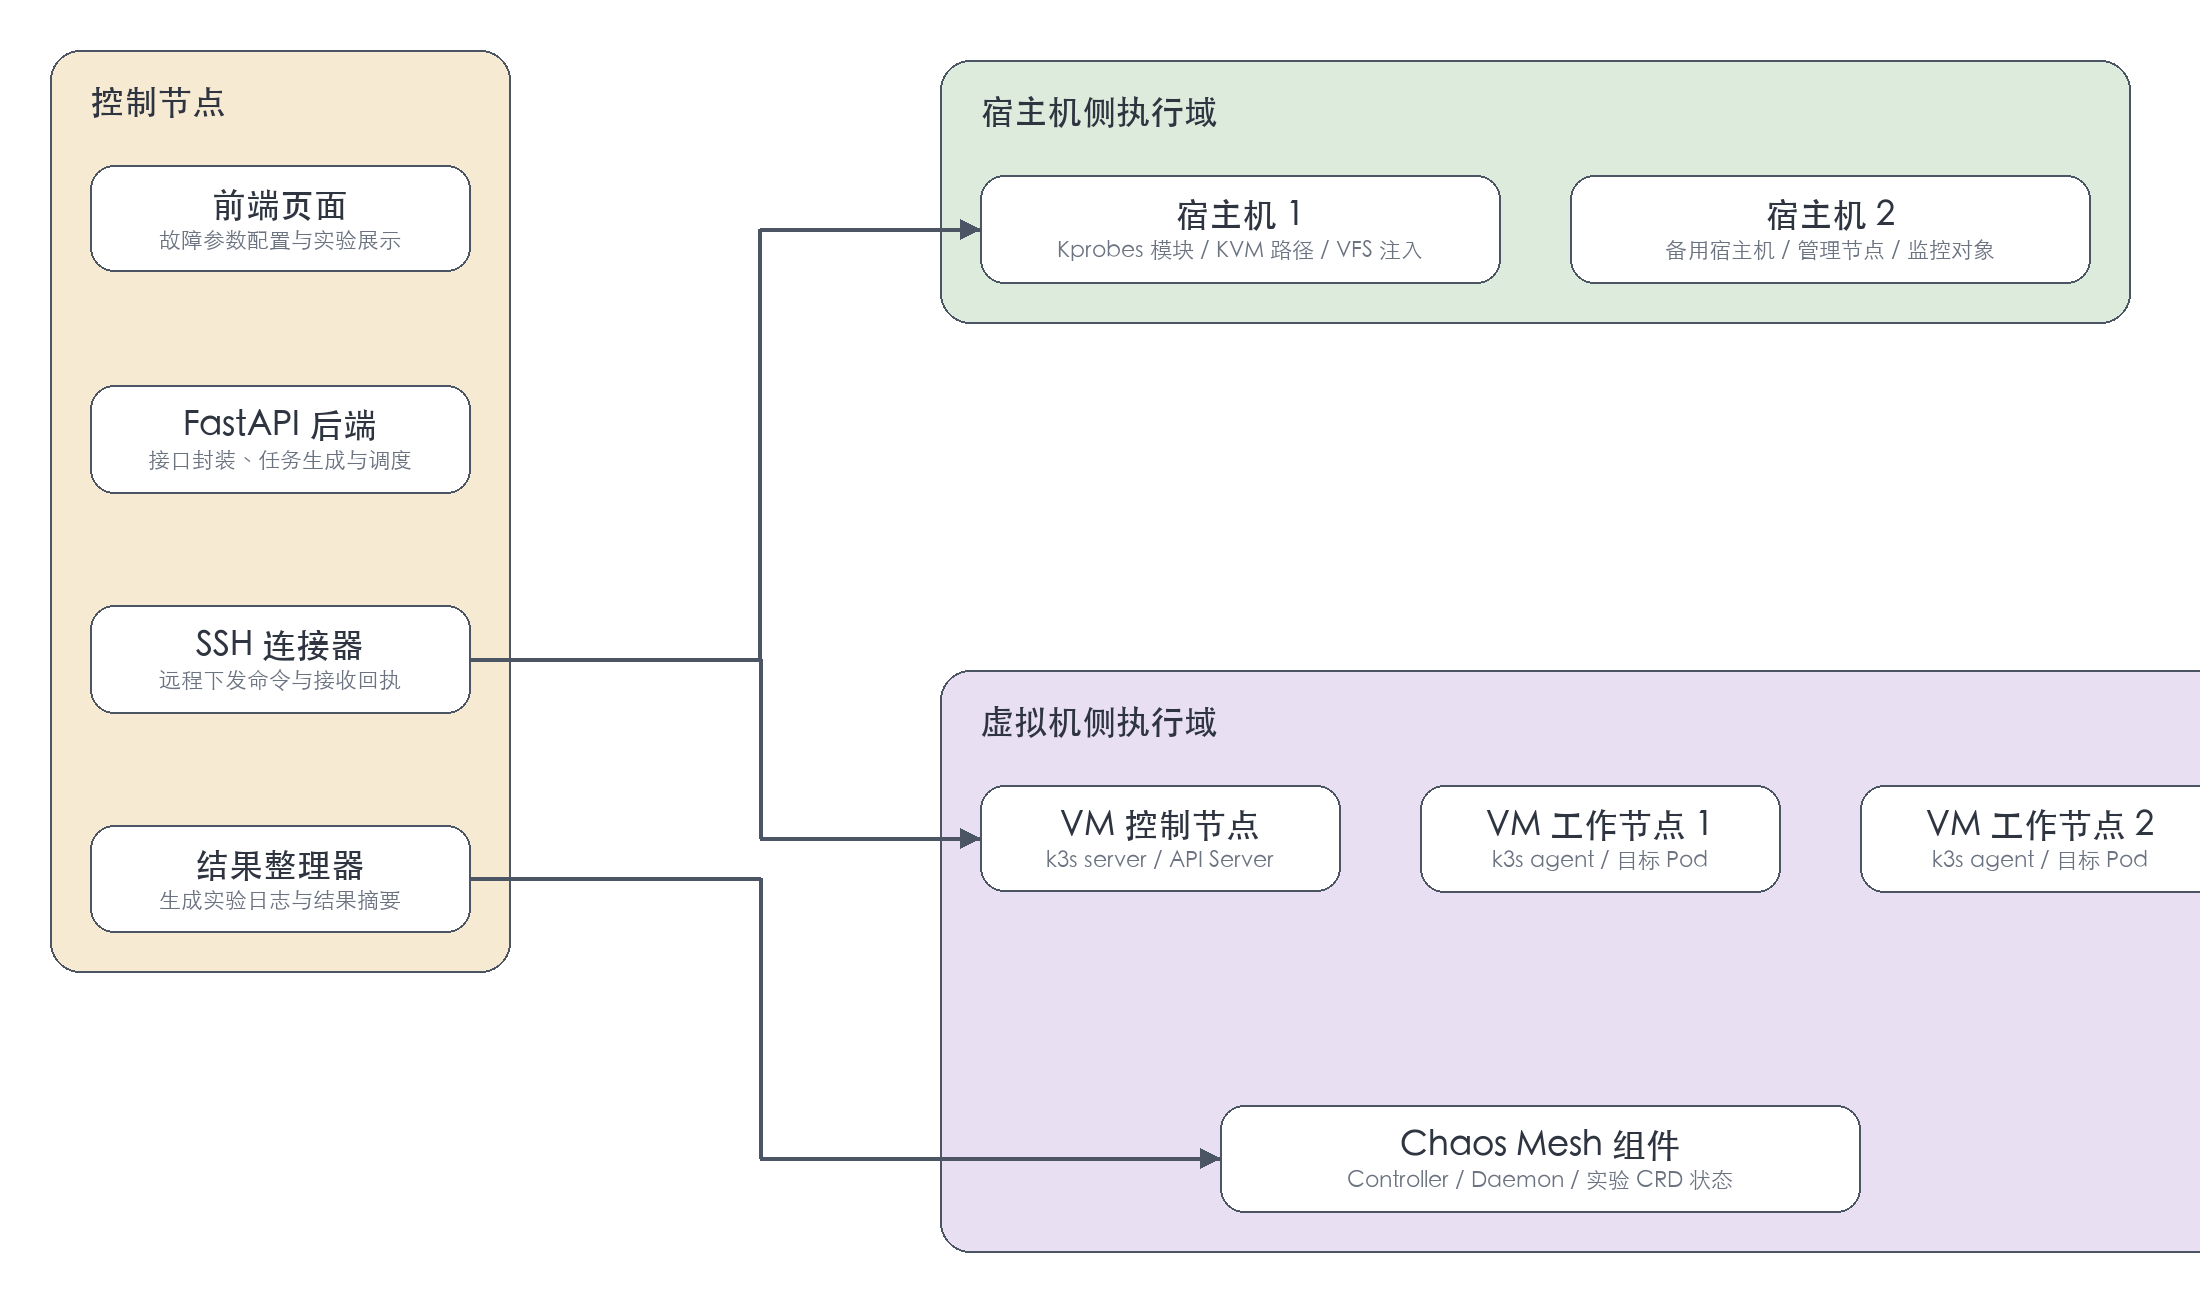 控制节点
前端页面
故障参数配置与实验展示
FastAPI 后端
接口封装、任务生成与调度
SSH 连接器
远程下发命令与接收回执
结果整理器
生成实验日志与结果摘要
宿主机侧执行域
宿主机 1
Kprobes 模块 / KVM 路径 / VFS 注入
宿主机 2
备用宿主机 / 管理节点 / 监控对象
虚拟机侧执行域
VM 控制节点
k3s server / API Server
VM 工作节点 1
k3s agent / 目标 Pod
VM 工作节点 2
k3s agent / 目标 Pod
Chaos Mesh 组件
Controller / Daemon / 实验 CRD 状态